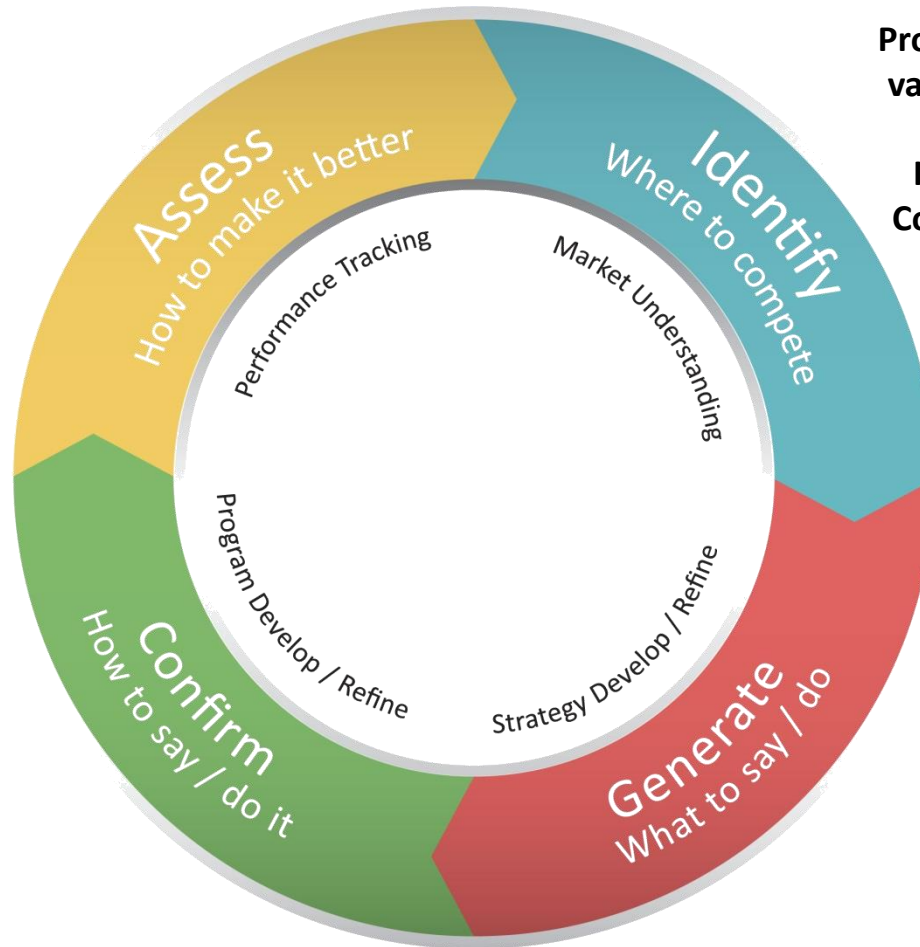 Assess
How to make it better
Performance Tracking
Identify
Where to compete
Market Understanding
Generate
What to say / do
Strategy Develop / Refine
Confirm
How to say / do it
Program Develop / Refine